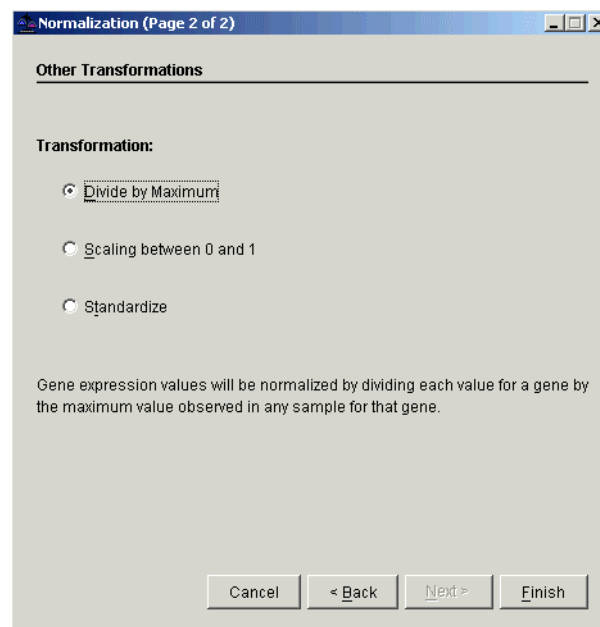 Normalization (Page 2 of 2)
Other Transformations
Transformation:
Divide by Maximum
Scaling between 0 and 1
Standardize
Gene expression values will be normalized by dividing each value for a gene by
the maximum value observed in any sample for that gene.
Cancel
< Back
Next >
Finish